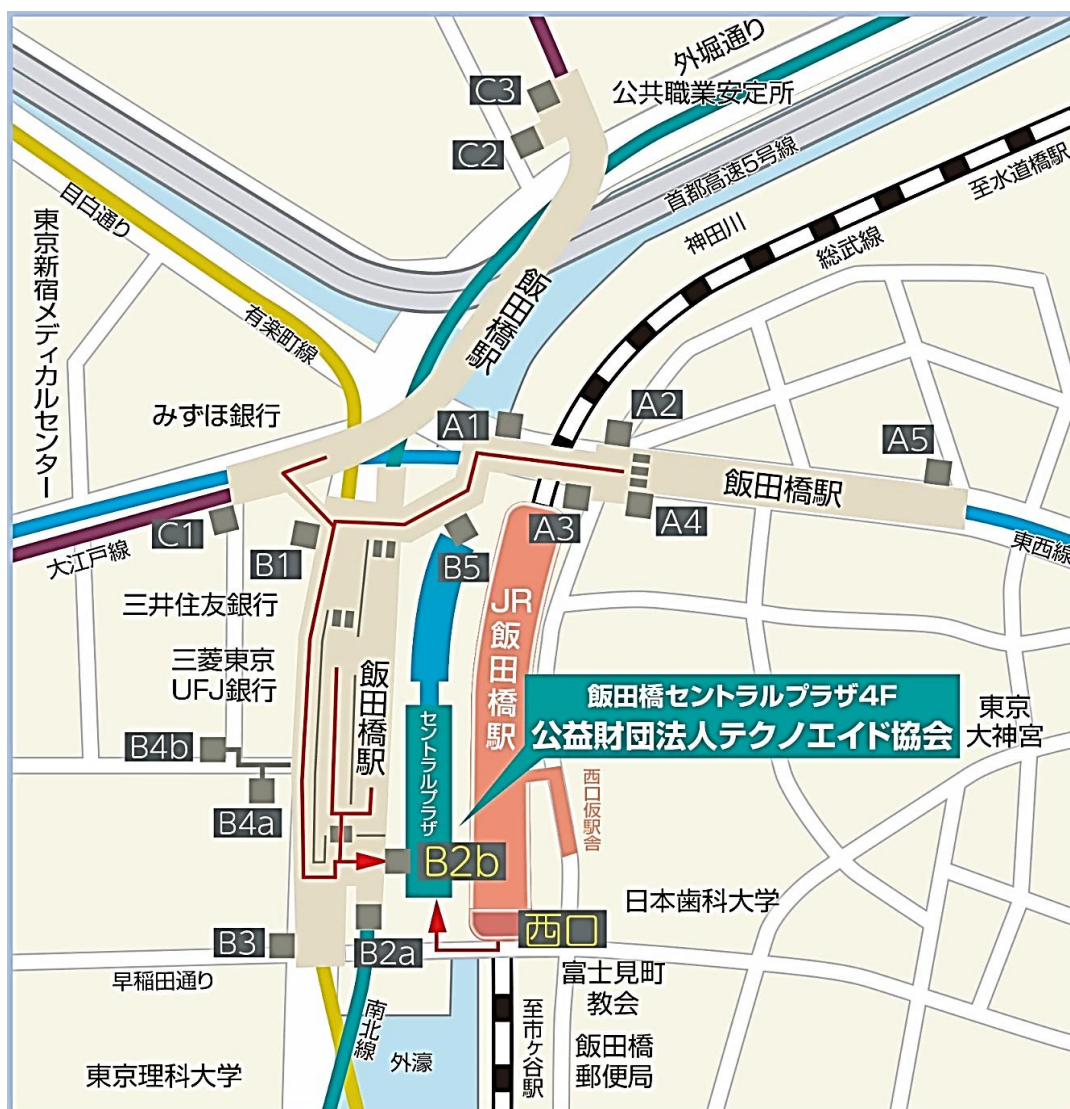 外堀通り
公共職業安定所
C3
C2
首都高速5号線
至水道橋駅
神田川
総武線
目白通り
東京新宿メディカルセンター
有楽町線
飯田橋駅
みずほ銀行
A1
A2
A5
飯田橋駅
A3
A4
東西線
C1
大江戸線
B1
B5
三井住友銀行
三菱東京
UFJ銀行
JR飯田橋駅
飯田橋駅
飯田橋セントラルプラザ4F
公益財団法人テクノエイド協会
東京
大神宮
セントラルプラザ
西口仮駅舎
B4b
B4a
B2b
日本歯科大学
西口
B3
B2a
早稲田通り
富士見町
教会
南北線
外濠
至市ヶ谷駅
飯田橋
郵便局
東京理科大学